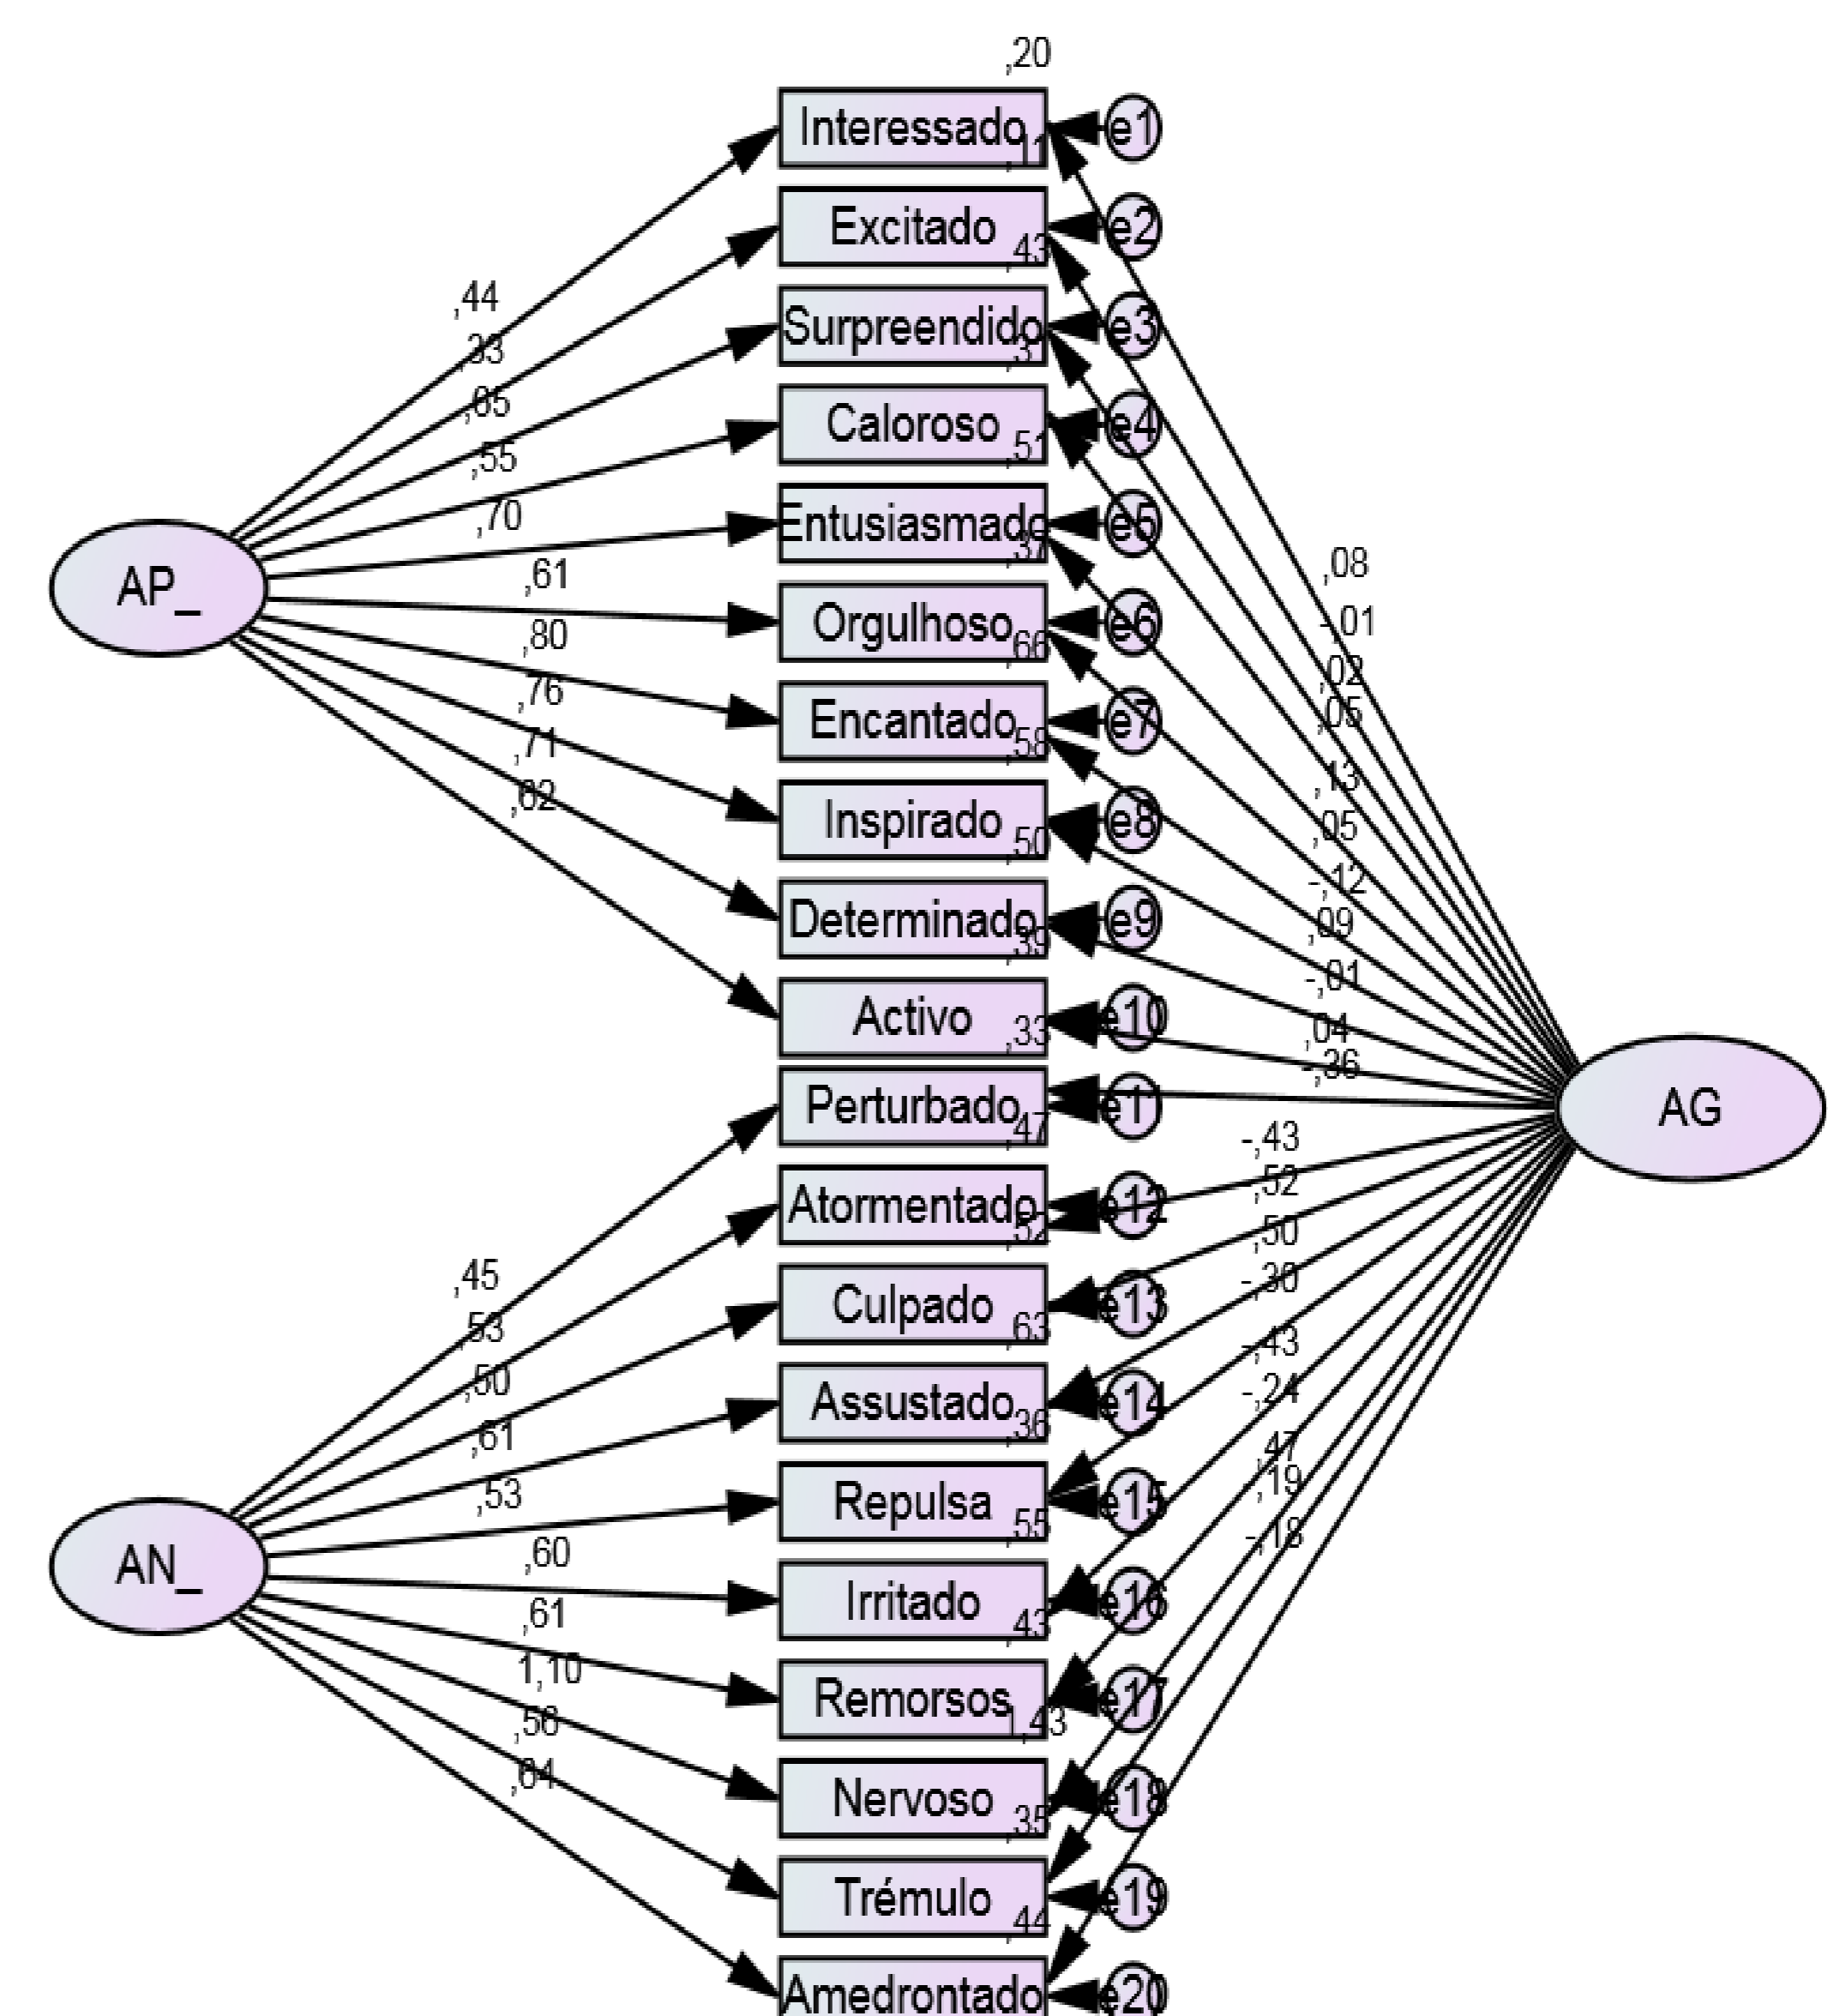 ,20
Interessado
e1
,11
Excitado
e2
,43
Surpreendido
e3
Caloroso
e4
,51
Entusiasmado
e5
,37
Orgulhoso
e6
,66
Encantado
e7
,58
Inspirado
e8
,50
Determinado
e9
,39
Activo
e10
,33
Perturbado
e11
,47
Atormentado
e12
,52
Culpado
e13
,63
Assustado
e14
,36
Repulsa
e15
,55
Irritado
e16
,43
Remorsos
e17
1,43
Nervoso
e18
,35
Trémulo
e19
,44
Amedrontado
e20
AP_
,44
,33
,65
,55
,70
,61
,80
,76
,71
,62
AN_
,45
,53
,50
,61
,53
,60
,61
1,10
,64
AG
,08
-,01
,02
,05
,13
,05
-,12
,09
-,01
,04
-,36
-,43
-,52
,50
-,30
-,43
-,24
,47
,19
-,18